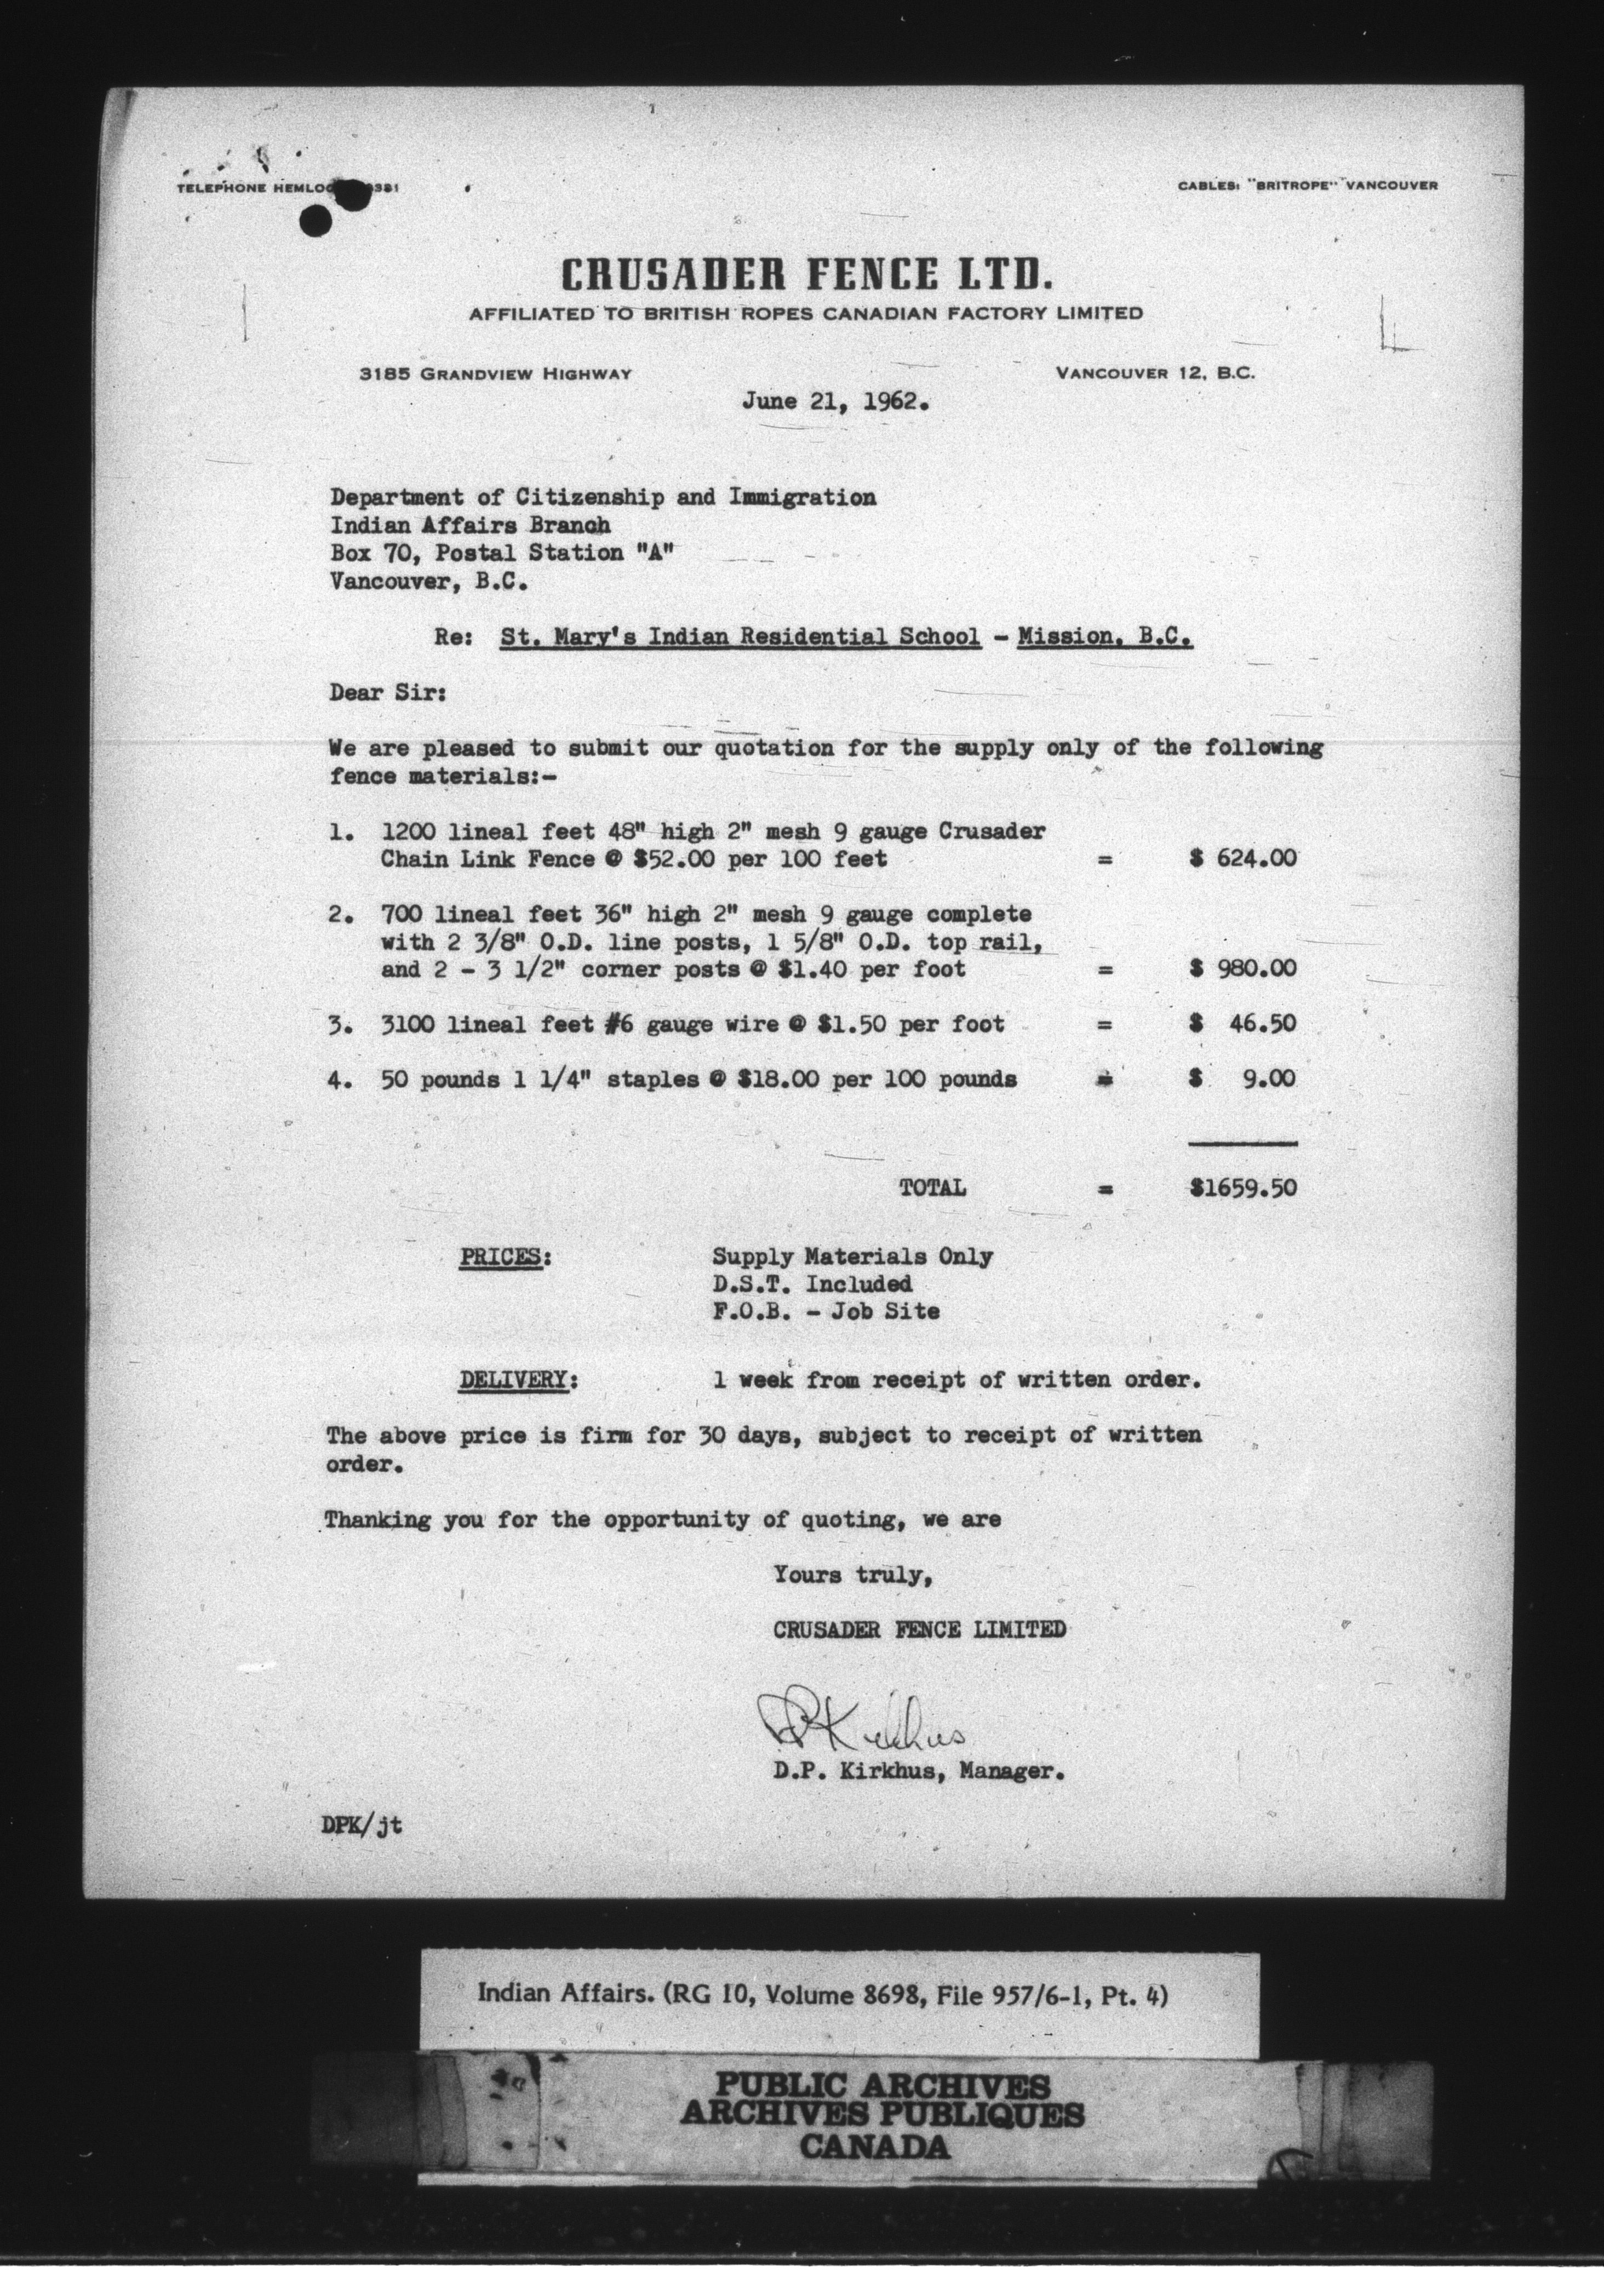 TELEPHONE HEMLOC 0381
CABLES: "BRITROPE" VANCOUVER
CRUSADER FENCE LTD.
AFFILIATED TO BRITISH ROPES CANADIAN FACTORY LIMITED
3185 GRANDVIEW HIGHWAY VANCOUVER 12, B.C.
June 21, 1962.
Department of Citizenship and Immigration
Indian Affairs Branch
Box 70, Postal Station "A"
Vancouver, B.C.
Re: St. Mary's Indian Residential School - Mission, B.C.
Dear Sir:
We are pleased to submit our quotation for the supply only of the following
fence materials:-
1. 1200 lineal feet 48" high 2" mesh 9 gauge Crusader
Chain Link Fence @ $52.00 per 100 feet = $ 624.00
2. 700 lineal feet 36" high 2" mesh 9 gauge complete
with 2 3/8" O.D. line posts, 1 5/8" O.D. top rail,
and 2 - 3 1/2" corner posts @ $1.40 per foot = $ 980.00
3. 3100 lineal feet #6 gauge wire @ $1.50 per foot = $ 46.50
4. 50 pounds 1 1/4" staples @ $18.00 per 100 pounds = $ 9.00
TOTAL = $1659.50
PRICES: Supply Materials Only
D.S.T. Included
F.O.B. - Job Site
DELIVERY: 1 week from receipt of written order.
The above price is firm for 30 days, subject to receipt of written
order.
Thanking you for the opportunity of quoting, we are
Yours truly,
CRUSADER FENCE LIMITED
DPKirkhus
D.P. Kirkhus, Manager.
DPK/jt
Indian Affairs. (RG 10, Volume 8698, File 957/6-1, Pt. 4)
PUBLIC ARCHIVES
ARCHIVES PUBLIQUES
CANADA